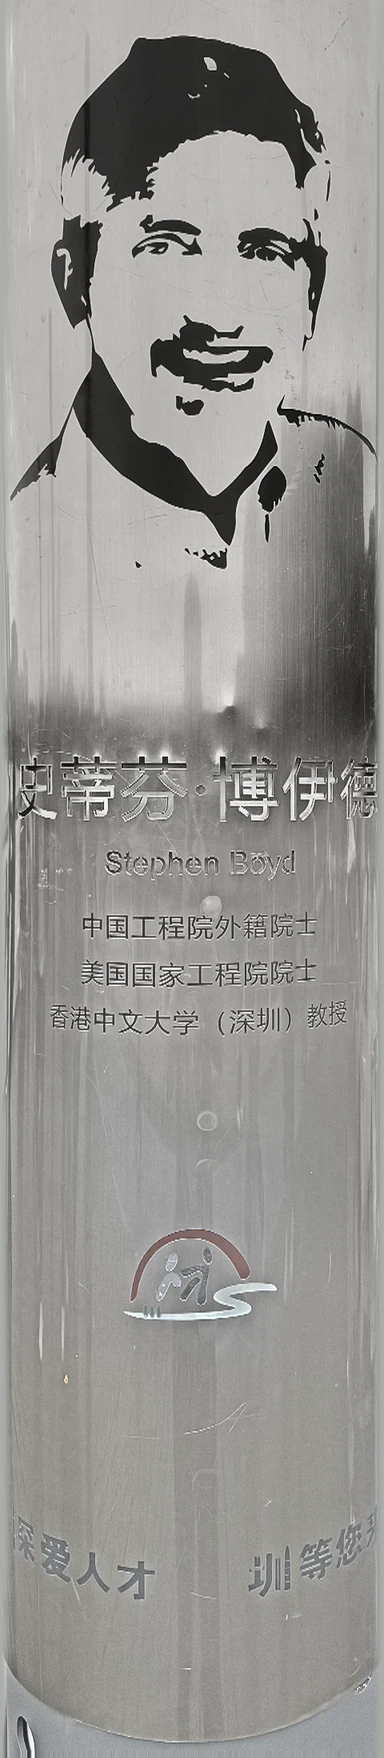 史蒂芬·博伊德
Stephen Boyd
中国工程院外籍院士
美国国家工程院院士
香港中文大学（深圳）教授
深爱人才 圳等您